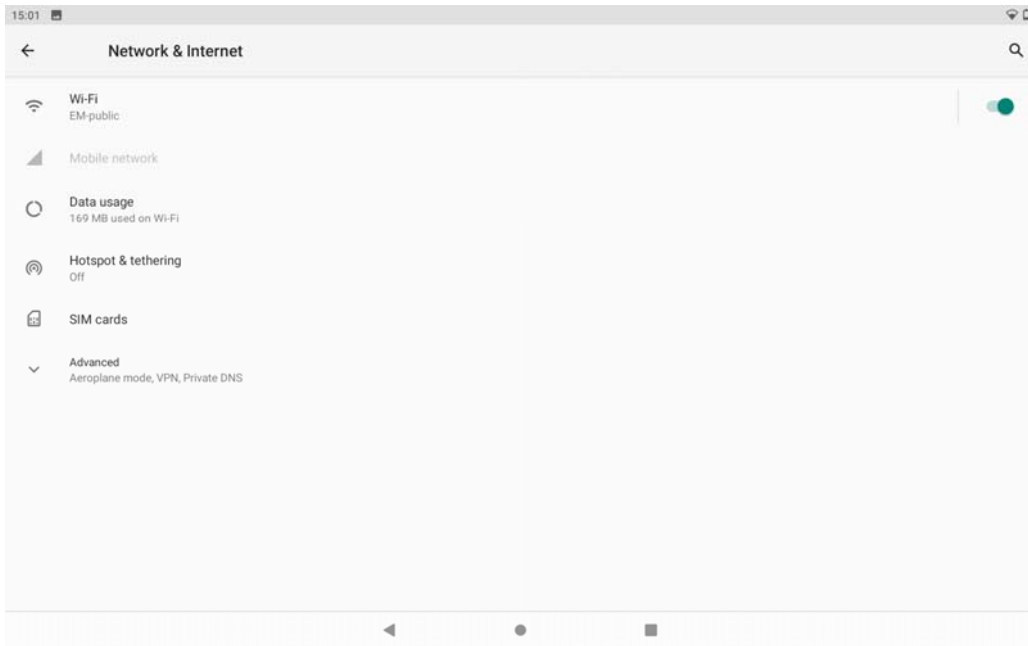 15:01
Network & Internet
Wi-Fi
EM-public
Mobile network
Data usage
169 MB used on Wi-Fi
Hotspot & tethering
Off
SIM cards
Advanced
Aeroplane mode, VPN, Private DNS